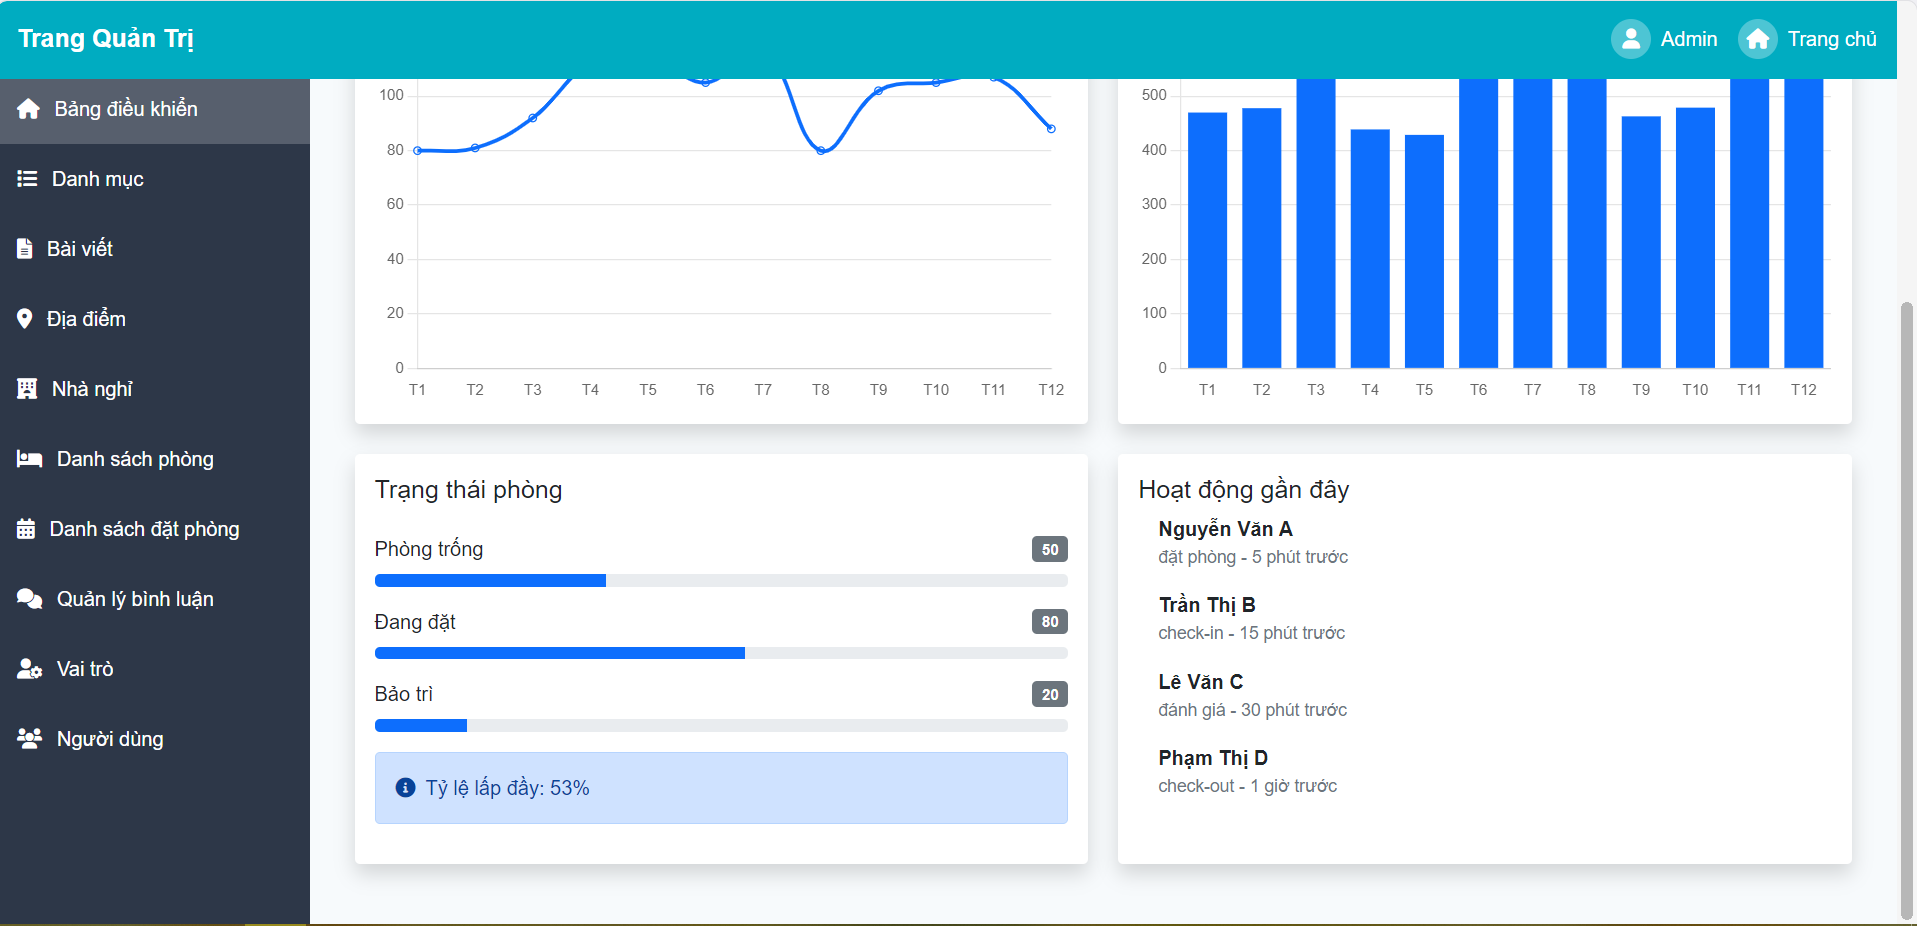 Trang Quản Trị
Admin
Trang chủ
Bảng điều khiển
Danh mục
Bài viết
Địa điểm
Nhà nghỉ
Danh sách phòng
Danh sách đặt phòng
Quản lý bình luận
Vai trò
Người dùng
100
80
60
40
20
0
T1 T2 T3 T4 T5 T6 T7 T8 T9 T10 T11 T12
500
400
300
200
100
0
T1 T2 T3 T4 T5 T6 T7 T8 T9 T10 T11 T12
Trạng thái phòng
Phòng trống 50
Đang đặt 80
Bảo trì 20
Tỷ lệ lấp đầy: 53%
Hoạt động gần đây
Nguyễn Văn A
đặt phòng - 5 phút trước
Trần Thị B
check-in - 15 phút trước
Lê Văn C
đánh giá - 30 phút trước
Phạm Thị D
check-out - 1 giờ trước